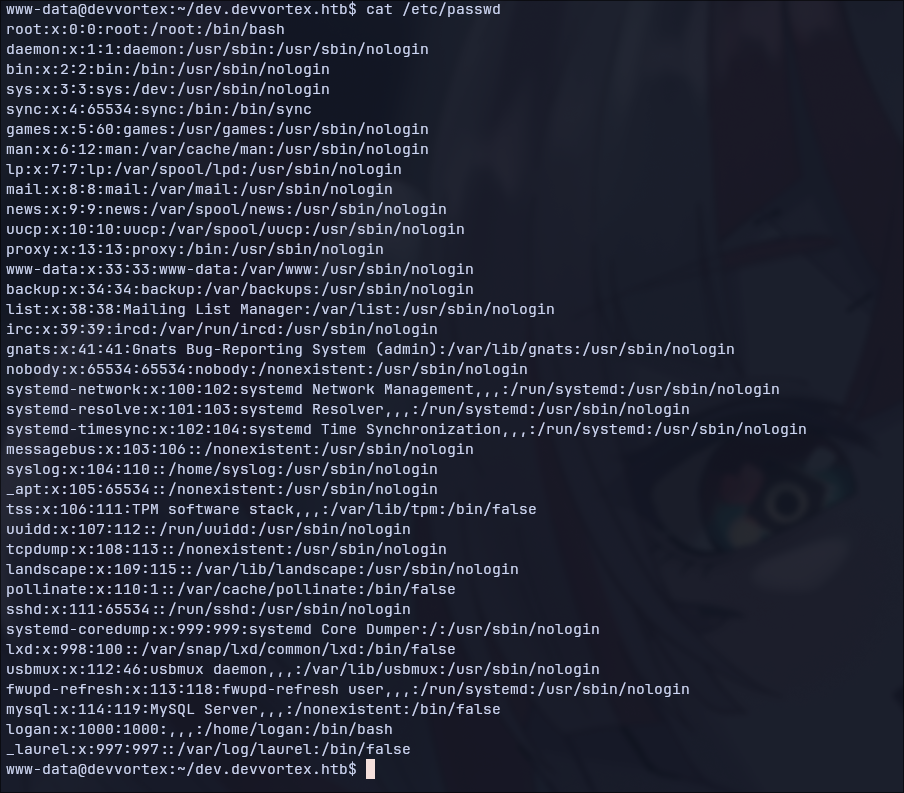 www-data@devvortex:~/dev.devvortex.htb$ cat /etc/passwd
root:x:0:0:root:/root:/bin/bash
daemon:x:1:1:daemon:/usr/sbin:/usr/sbin/nologin
bin:x:2:2:bin:/bin:/usr/sbin/nologin
sys:x:3:3:sys:/dev:/usr/sbin/nologin
sync:x:4:65534:sync:/bin:/bin/sync
games:x:5:60:games:/usr/games:/usr/sbin/nologin
man:x:6:12:man:/var/cache/man:/usr/sbin/nologin
lp:x:7:7:lp:/var/spool/lpd:/usr/sbin/nologin
mail:x:8:8:mail:/var/mail:/usr/sbin/nologin
news:x:9:9:news:/var/spool/news:/usr/sbin/nologin
uucp:x:10:10:uucp:/var/spool/uucp:/usr/sbin/nologin
proxy:x:13:13:proxy:/bin:/usr/sbin/nologin
www-data:x:33:33:www-data:/var/www:/usr/sbin/nologin
backup:x:34:34:backup:/var/backups:/usr/sbin/nologin
list:x:38:38:Mailing List Manager:/var/list:/usr/sbin/nologin
irc:x:39:39:ircd:/var/run/ircd:/usr/sbin/nologin
gnats:x:41:41:Gnats Bug-Reporting System (admin):/var/lib/gnats:/usr/sbin/nologin
nobody:x:65534:65534:nobody:/nonexistent:/usr/sbin/nologin
systemd-network:x:100:102:systemd Network Management,,,:/run/systemd:/usr/sbin/nologin
systemd-resolve:x:101:103:systemd Resolver,,,:/run/systemd:/usr/sbin/nologin
systemd-timesync:x:102:104:systemd Time Synchronization,,,:/run/systemd:/usr/sbin/nologin
messagebus:x:103:106::/nonexistent:/usr/sbin/nologin
syslog:x:104:110::/home/syslog:/usr/sbin/nologin
_apt:x:105:65534::/nonexistent:/usr/sbin/nologin
tss:x:106:111:TPM software stack,,,:/var/lib/tpm:/bin/false
uuidd:x:107:112::/run/uuidd:/usr/sbin/nologin
tcpdump:x:108:113::/nonexistent:/usr/sbin/nologin
landscape:x:109:115::/var/lib/landscape:/usr/sbin/nologin
pollinate:x:110:1::/var/cache/pollinate:/bin/false
sshd:x:111:65534::/run/sshd:/usr/sbin/nologin
systemd-coredump:x:999:999:systemd Core Dumper:/:/usr/sbin/nologin
lxd:x:998:100::/var/snap/lxd/common/lxd:/bin/false
usbmux:x:112:46:usbmux daemon,,,:/var/lib/usbmux:/usr/sbin/nologin
fwupd-refresh:x:113:118:fwupd-refresh user,,,:/run/systemd:/usr/sbin/nologin
mysql:x:114:119:MySQL Server,,,:/nonexistent:/bin/false
logan:x:1000:1000:,,,:/home/logan:/bin/bash
_laurel:x:997:997::/var/log/laurel:/bin/false
www-data@devvortex:~/dev.devvortex.htb$